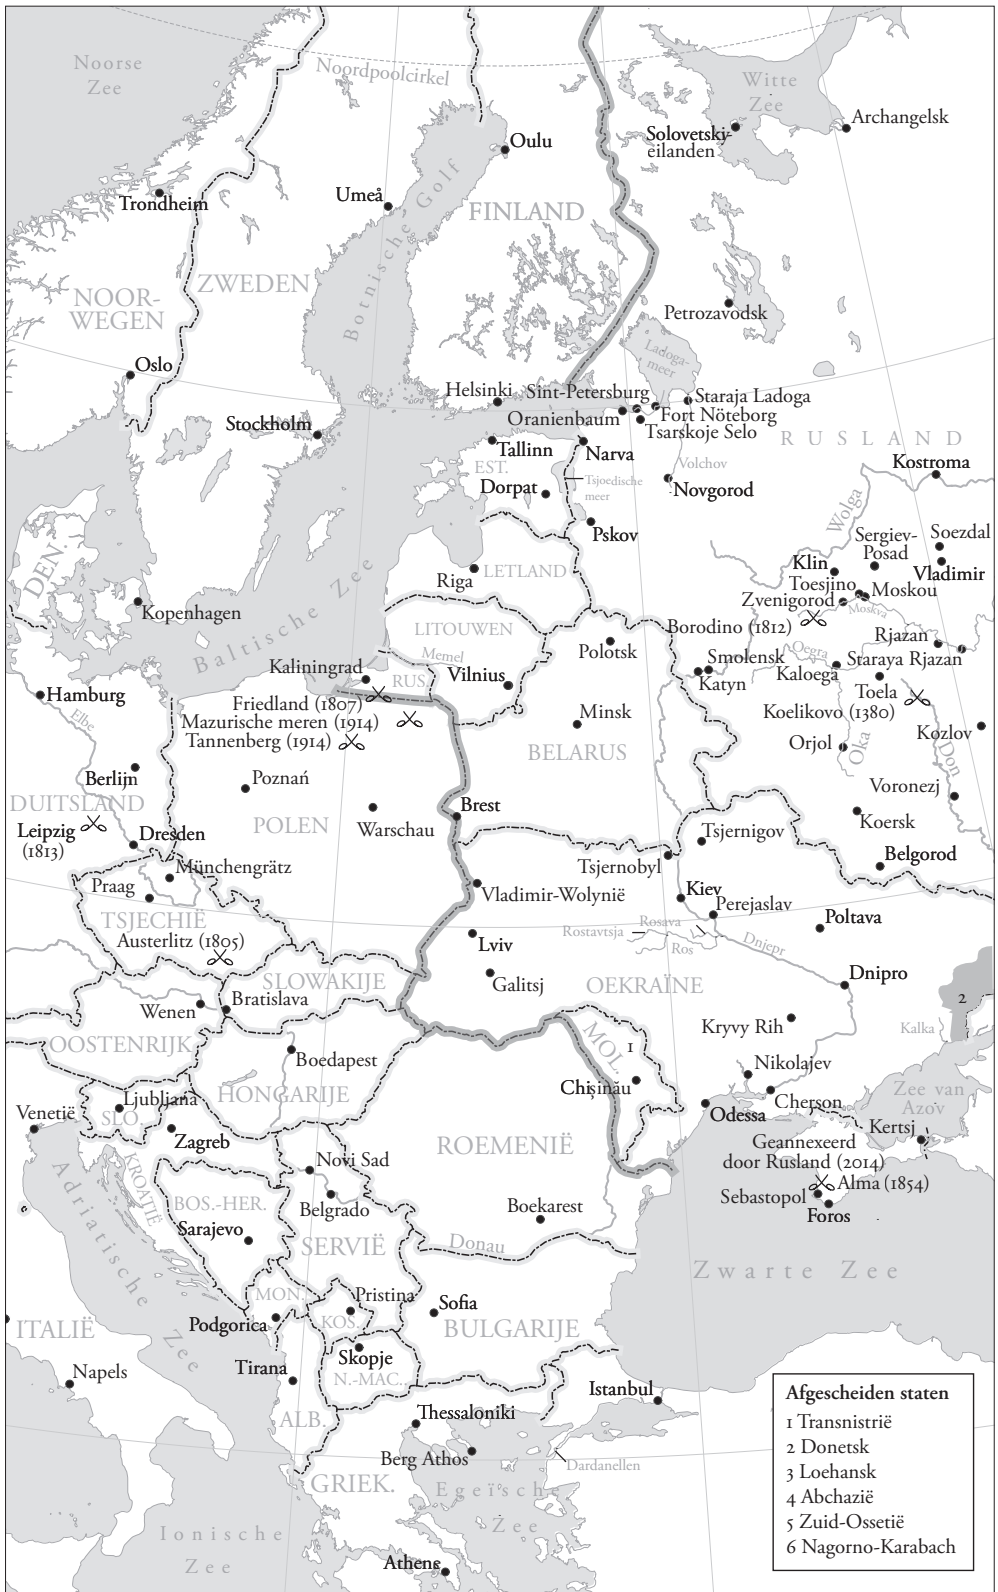 Noorse
Zee
Noordpoolcirkel
Witte
Zee
Archangelsk
Solovetski-
eilanden
Oulu
Trondheim
Umeå
Botnische Golf
FINLAND
ZWEDEN
NOOR-
WEGEN
Petrozavodsk
Ladoga-
meer
Oslo
Helsinki
Sint-Petersburg
Staraja Ladoga
Oranienbaum
Fort Nöteborg
Tsarskoje Selo
Stockholm
Tallinn
Narva
RUSLAND
EST.
Volchov
Kostroma
Dorpat
Tsjoedische
meer
Novgorod
Wolga
Pskov
Sergiev-
Posad
Soezdal
DEN.
Riga
LETLAND
Klin
Vladimir
Toesjino
Moskou
Kopenhagen
Zvenigorod
Moskva
Baltische Zee
LITOUWEN
Borodino (1812)
Rjazan
Memel
Polotsk
Oegra
Kaliningrad
RUS.
Vilnius
Smolensk
Staraya Rjazan
Katyn
Kaloega
Hamburg
Friedland (1807)
Toela
Elbe
Mazurische meren (1914)
Minsk
Koelikovo (1380)
Tannenberg (1914)
Kozlov
BELARUS
Orjol
Oka
Don
Berlijn
Poznań
Voronezj
DUITSLAND
Brest
Leipzig
(1813)
Dresden
POLEN
Warschau
Koersk
Tsjernigov
Münchengrätz
Tsjernobyl
Belgorod
Praag
Vladimir-Wolynië
Kiev
Perejaslav
TSJECHIË
Poltava
Austerlitz (1805)
Rostavtsja
Rosava
Lviv
Ros
Dnjepr
SLOWAKIJE
Galitsj
OEKRAÏNE
Dnipro
Wenen
Bratislava
2
Kryvy Rih
Kalka
OOSTENRIJK
MOL.
1
Boedapest
Nikolajev
Chișinău
Zee van
Azov
HONGARIJE
Ljubljana
SLO.
Cherson
Venetië
Odessa
Kertsj
Zagreb
ROEMENIË
Geannexeerd
door Rusland (2014)
Novi Sad
KROATIË
Alma (1854)
Adriatische Zee
BOS.-HER.
Belgrado
Boekarest
Sebastopol
Foros
Sarajevo
SERVIË
Donau
Zwarte Zee
MON.
Pristina
Podgorica
KOS.
Sofia
ITALIË
BULGARIJE
Skopje
Tirana
N.-MAC.
Napels
Istanbul
ALB.
Thessaloniki
Berg Athos
Dardanellen
GRIEK.
Egeïsche
Zee
Ionische
Zee
Athene
Afgescheiden staten
1 Transnistrië
2 Donetsk
3 Loehansk
4 Abchazië
5 Zuid-Ossetië
6 Nagorno-Karabach